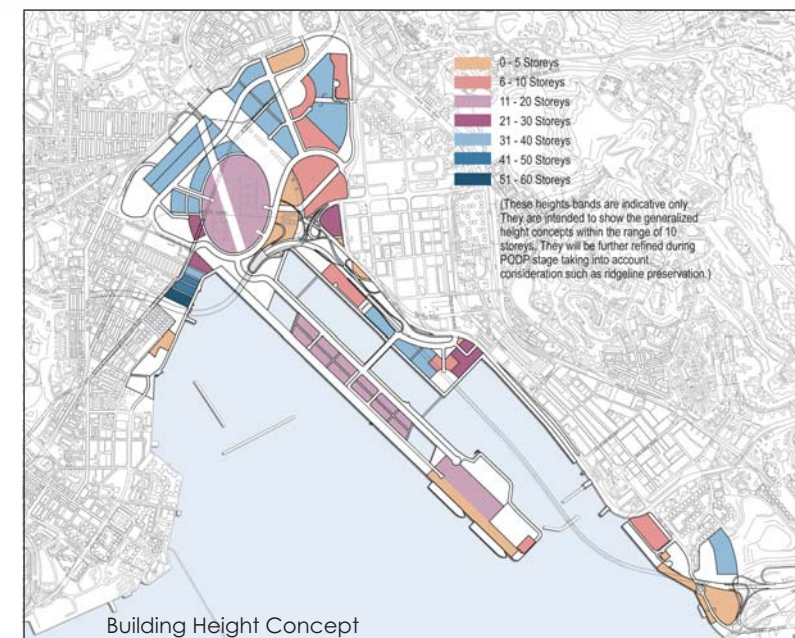 0 - 5 Storeys
6 - 10 Storeys
11 - 20 Storeys
21 - 30 Storeys
31 - 40 Storeys
41 - 50 Storeys
51 - 60 Storeys
(These heights bands are indicative only.
They are intended to show the generalized
height concepts within the range of 10
storeys. They will be further refined during
PODP stage taking into account
consideration such as ridgeline preservation.)
Building Height Concept